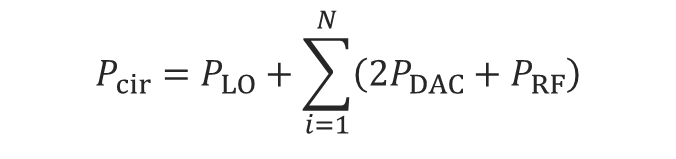 P_cir = P_LO + ∑_{i=1}^{N} (2P_DAC + P_RF)